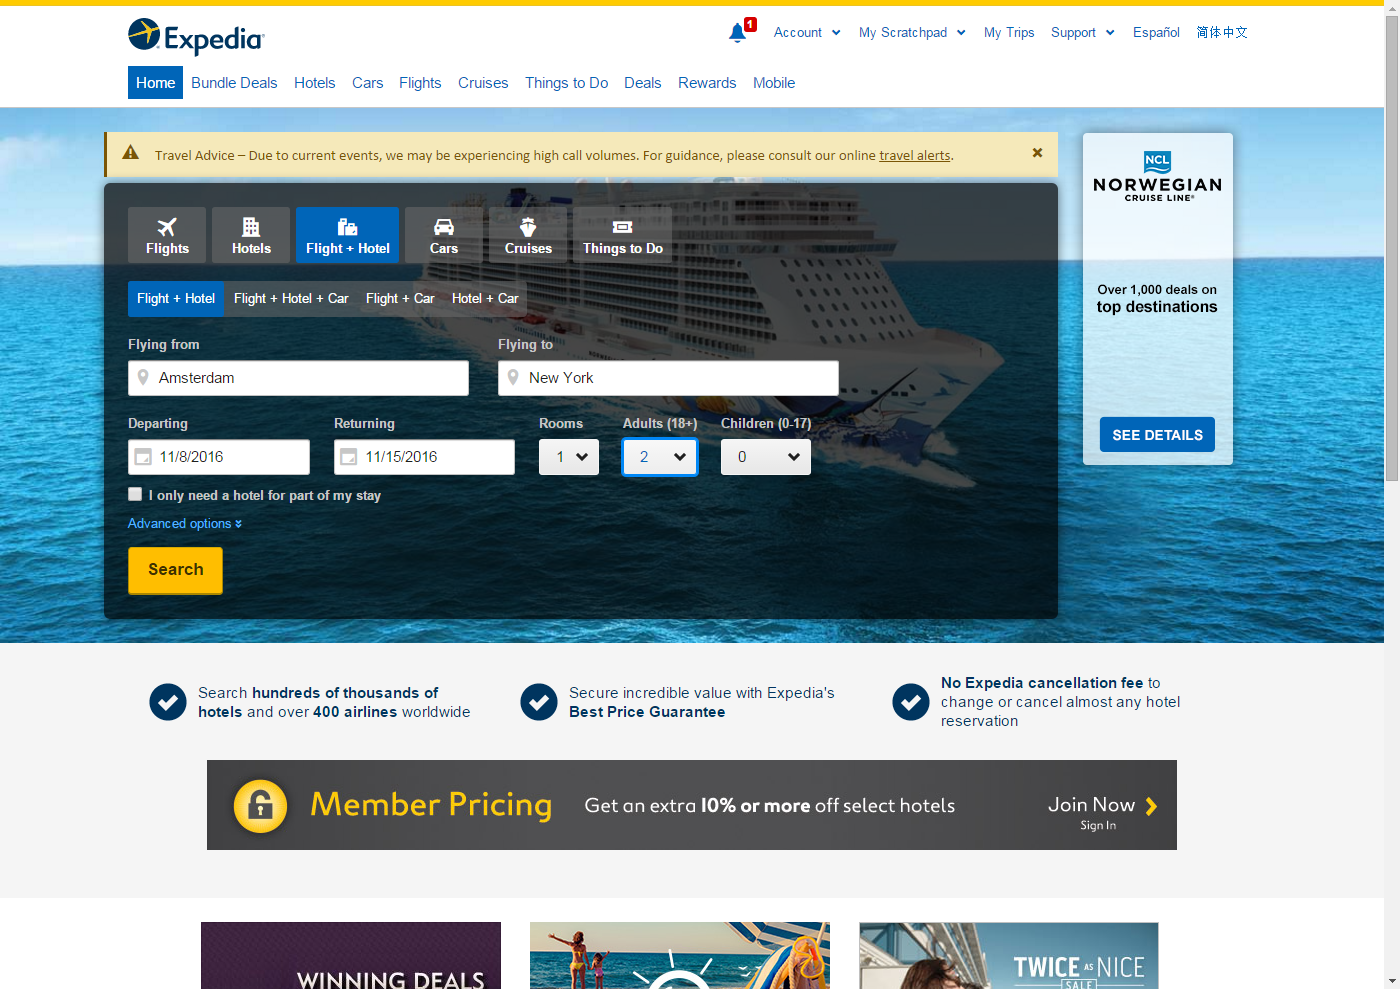 Expedia
1
Account
My Scratchpad
My Trips
Support
Español
简体中文
Home
Bundle Deals
Hotels
Cars
Flights
Cruises
Things to Do
Deals
Rewards
Mobile
Travel Advice – Due to current events, we may be experiencing high call volumes. For guidance, please consult our online travel alerts.
Flights
Hotels
Flight + Hotel
Cars
Cruises
Things to Do
Flight + Hotel
Flight + Hotel + Car
Flight + Car
Hotel + Car
Flying from
Flying to
Amsterdam
New York
Departing
Returning
Rooms
Adults (18+)
Children (0-17)
11/8/2016
11/15/2016
1
2
0
I only need a hotel for part of my stay
Advanced options
Search
NCL
NORWEGIAN
CRUISE LINE®
Over 1,000 deals on
top destinations
SEE DETAILS
Search hundreds of thousands of
hotels and over 400 airlines worldwide
Secure incredible value with Expedia's
Best Price Guarantee
No Expedia cancellation fee to
change or cancel almost any hotel
reservation
Member Pricing
Get an extra 10% or more off select hotels
Join Now
Sign In
WINNING DEALS
TWICE AS NICE
SALE